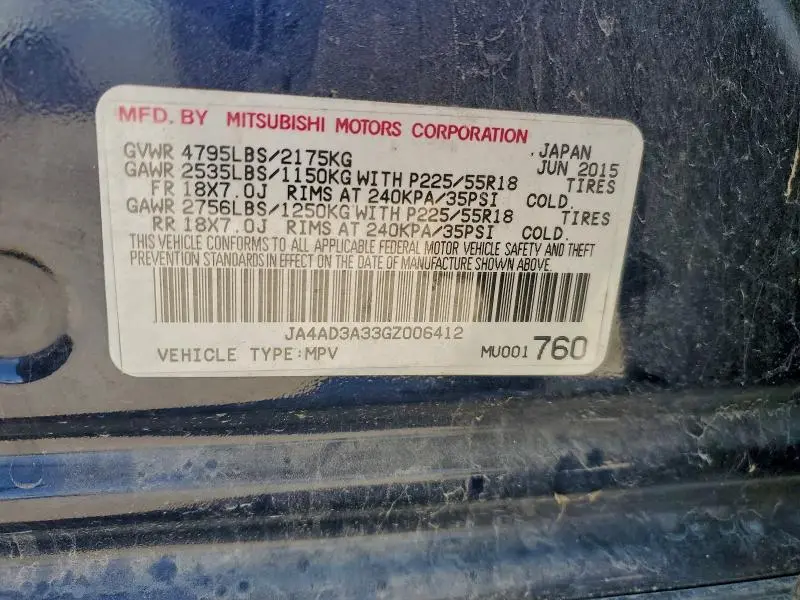 MFD. BY MITSUBISHI MOTORS CORPORATION
JAPAN
GVWR 4795LBS/2175KG JUN 2015
GAWR 2535LBS/1150KG WITH P225/55R18 TIRES
FR 18X7.0J RIMS AT 240KPA/35PSI COLD.
GAWR 2756LBS/1250KG WITH P225/55R18 TIRES
RR 18X7.0J RIMS AT 240KPA/35PSI COLD.
THIS VEHICLE CONFORMS TO ALL APPLICABLE FEDERAL MOTOR VEHICLE SAFETY AND THEFT
PREVENTION STANDARDS IN EFFECT ON THE DATE OF MANUFACTURE SHOWN ABOVE.
JA4AD3A33GZ006412
VEHICLE TYPE:MPV MU001 760